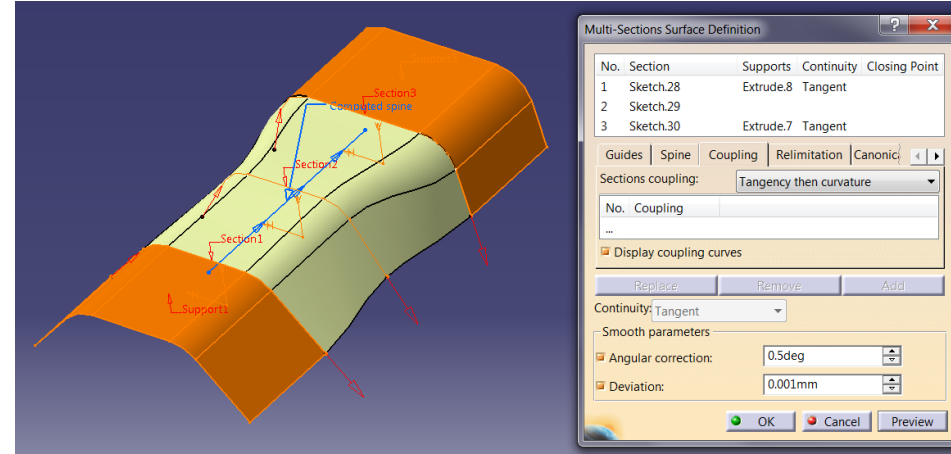 Support3
Section3
Computed spine
Section2
Section1
Support1
Multi-Sections Surface Definition
?
X
No. Section Supports Continuity Closing Point
1 Sketch.28 Extrude.8 Tangent
2 Sketch.29
3 Sketch.30 Extrude.7 Tangent
Guides Spine Coupling Relimitation Canonic
Sections coupling: Tangency then curvature
No. Coupling
...
Display coupling curves
Replace Remove Add
Continuity: Tangent
Smooth parameters
Angular correction: 0.5deg
Deviation: 0.001mm
OK Cancel Preview